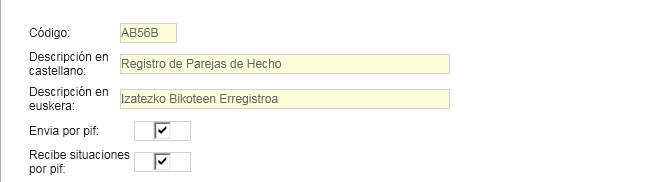 Código: AB56B
Descripción en
castellano: Registro de Parejas de Hecho
Descripción en
euskera: Izatezko Bikoteen Erregistroa
Envia por pif:
Recibe situaciones
por pif: